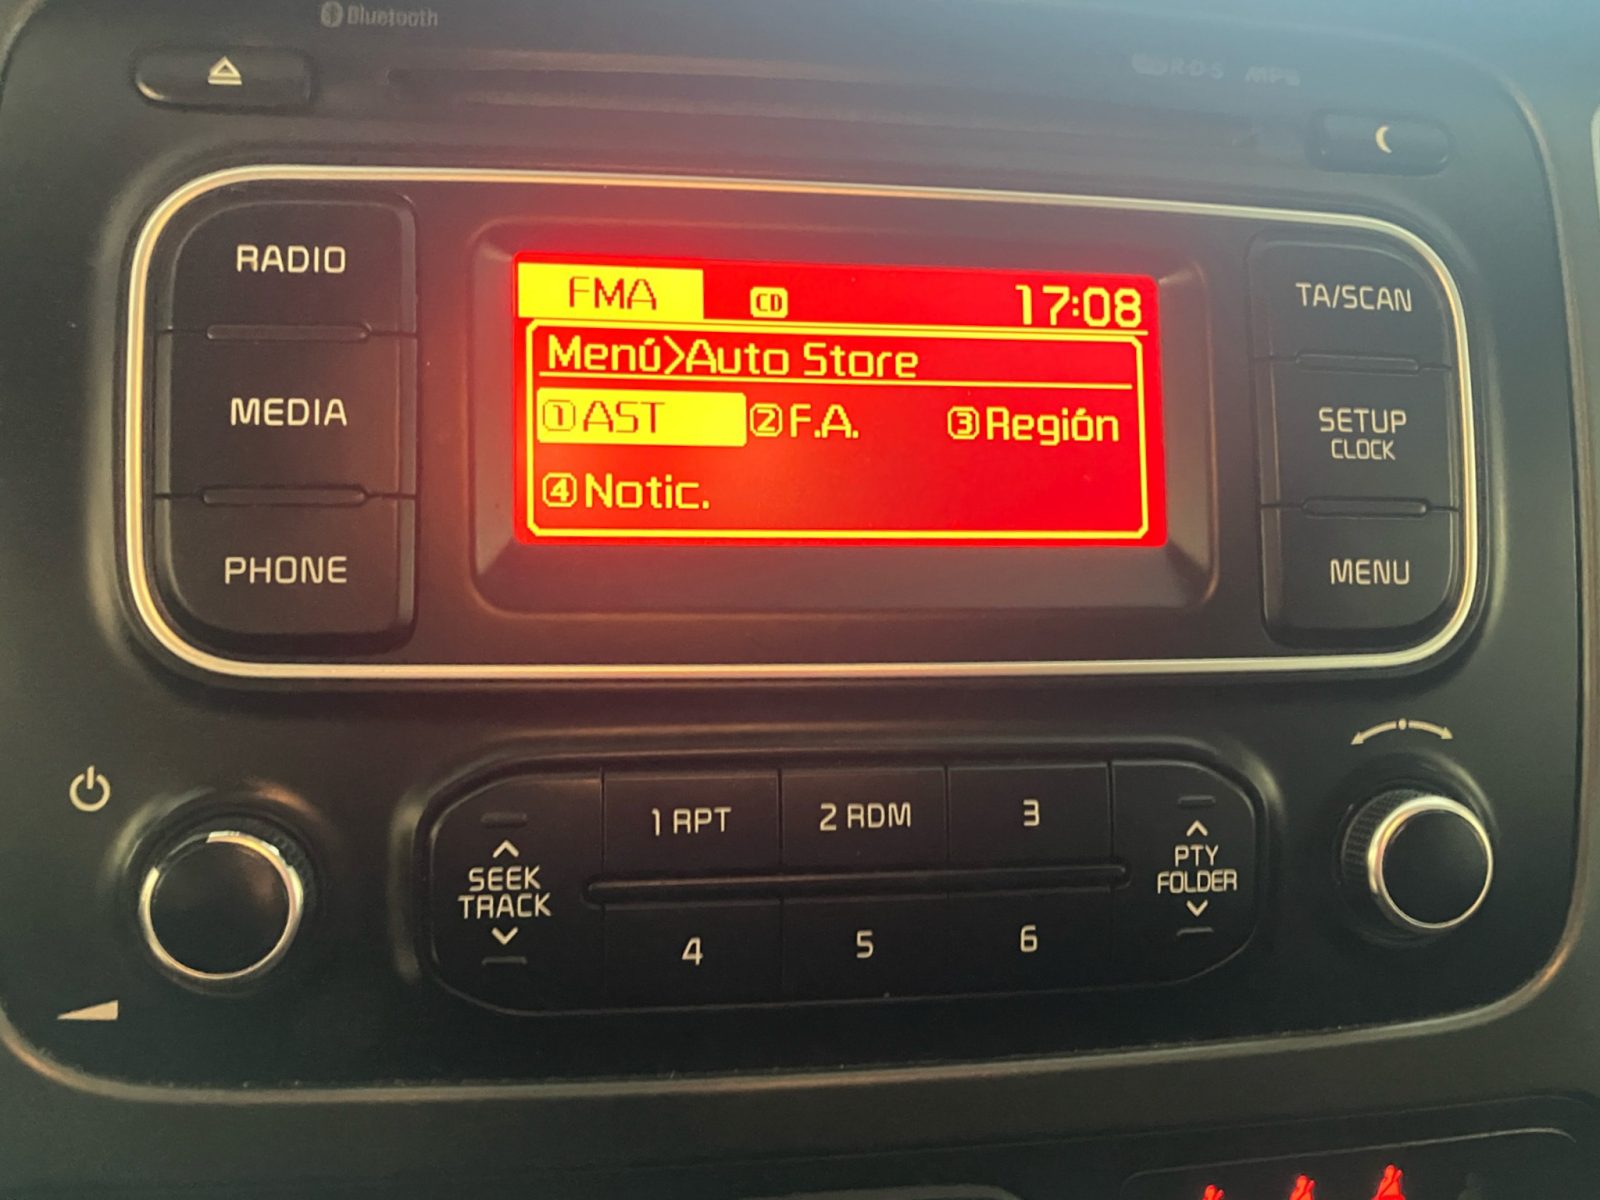 Bluetooth
R·D·S MP3
RADIO
MEDIA
PHONE
FMA CD 17:08
Menú>Auto Store
①AST ②F.A. ③Región
④Notic.
TA/SCAN
SETUP
CLOCK
MENU
SEEK
TRACK
1 RPT
2 RDM
3
4
5
6
PTY
FOLDER